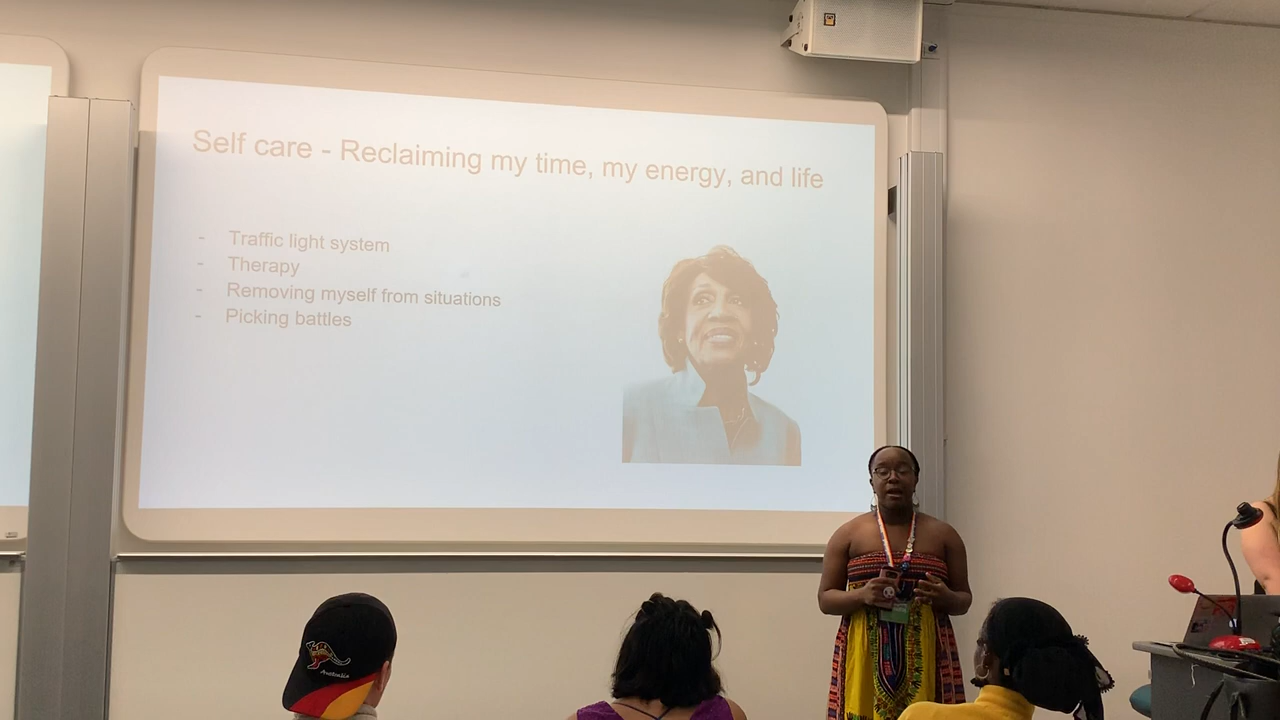 Self care - Reclaiming my time, my energy, and life
- Traffic light system
- Therapy
- Removing myself from situations
- Picking battles
Australia